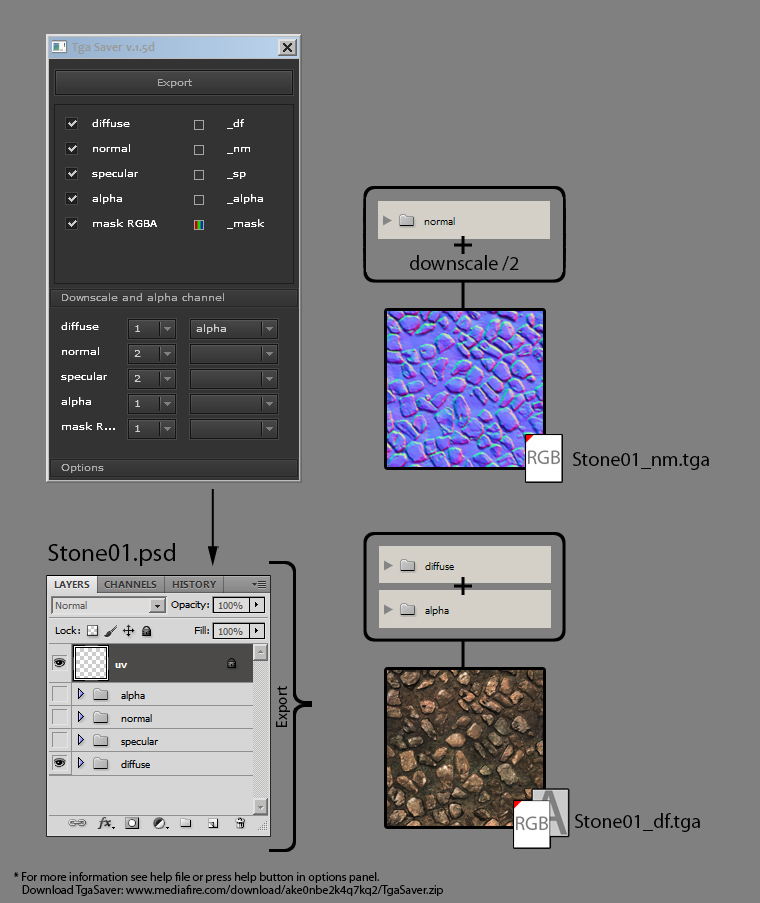 Tga Saver v.1.5d
Export
diffuse _df
normal _nm
specular _sp
alpha _alpha
mask RGBA _mask
Downscale and alpha channel
diffuse 1 alpha
normal 2
specular 2
alpha 1
mask R... 1
Options
normal
+
downscale /2
RGB
Stone01_nm.tga
Stone01.psd
LAYERS CHANNELS HISTORY
Normal Opacity: 100%
Lock: Fill: 100%
uv
alpha
normal
specular
diffuse
fx
Export
diffuse
+
alpha
RGB
A
Stone01_df.tga
* For more information see help file or press help button in options panel.
Download TgaSaver: www.mediafire.com/download/ake0nbe2k4q7kq2/TgaSaver.zip